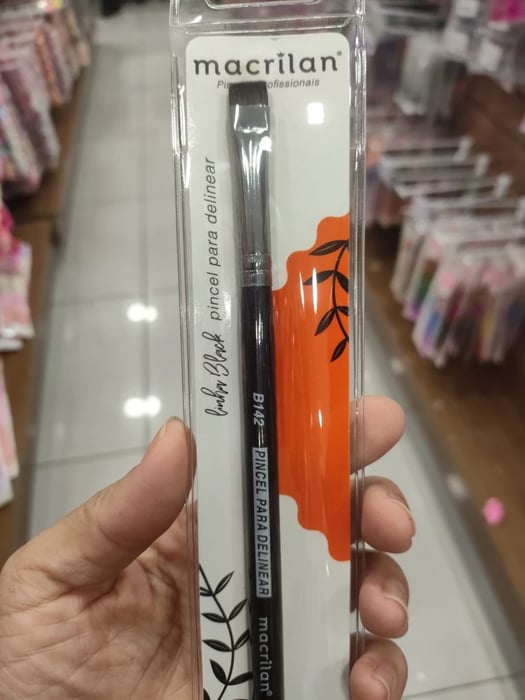 macrilan®
Pincéis Profissionais
linha Black pincel para delinear
B142 PINCEL PARA DELINEAR macrilan®